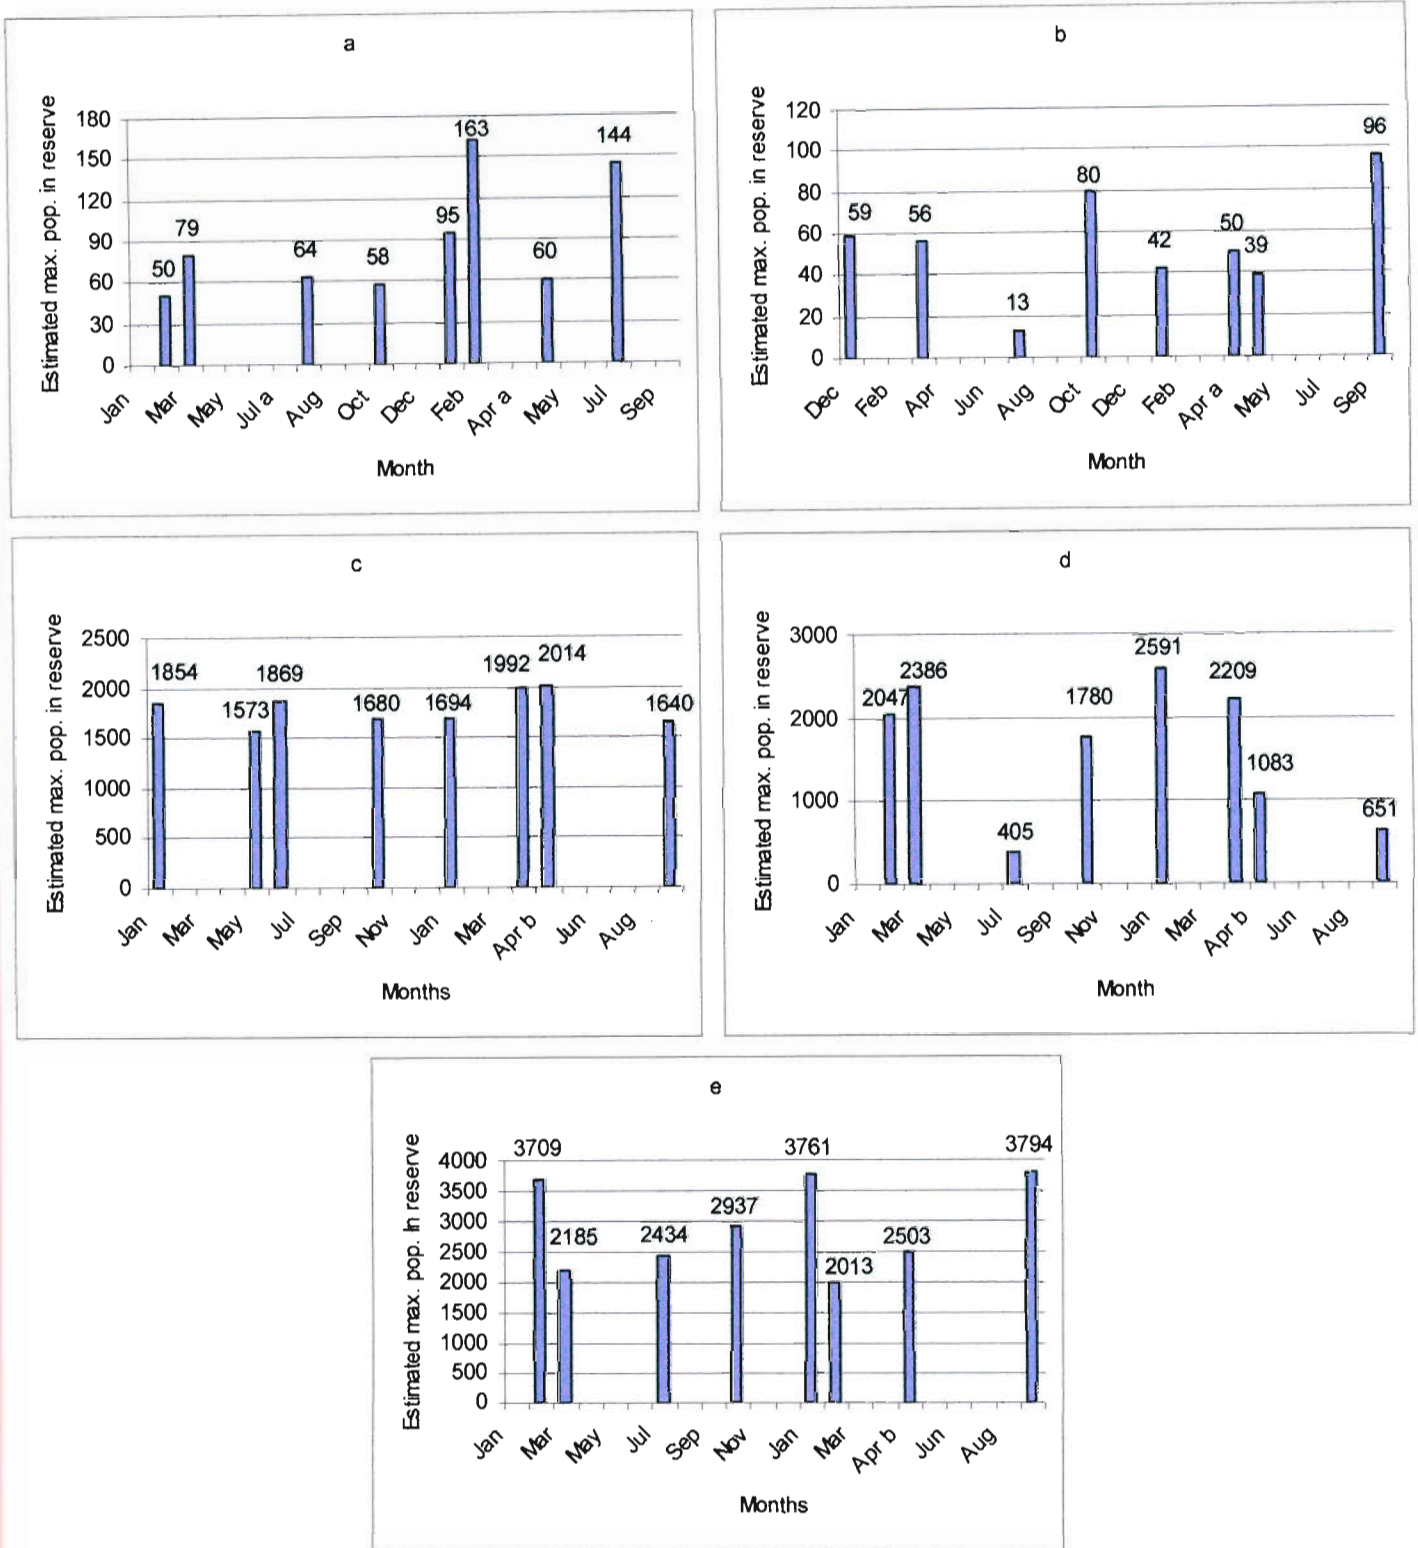 a
Estimated max. pop. in reserve
180
150
120
90
60
30
0
50
79
64
58
95
163
60
144
Jan
Mar
May
Jul a
Aug
Oct
Dec
Feb
Apr a
May
Jul
Sep
Month
b
Estimated max. pop. in reserve
120
100
80
60
40
20
0
59
56
13
80
42
50
39
96
Dec
Feb
Apr
Jun
Aug
Oct
Dec
Feb
Apr a
May
Jul
Sep
Month
c
Estimated max. pop. in reserve
2500
2000
1500
1000
500
0
1854
1573
1869
1680
1694
1992
2014
1640
Jan
Mar
May
Jul
Sep
Nov
Jan
Mar
Apr b
Jun
Aug
Months
d
Estimated max. pop. in reserve
3000
2000
1000
0
2047
2386
405
1780
2591
2209
1083
651
Jan
Mar
May
Jul
Sep
Nov
Jan
Mar
Apr b
Jun
Aug
Month
e
Estimated max. pop. In reserve
4000
3500
3000
2500
2000
1500
1000
500
0
3709
2185
2434
2937
3761
2013
2503
3794
Jan
Mar
May
Jul
Sep
Nov
Jan
Mar
Apr b
Jun
Aug
Months